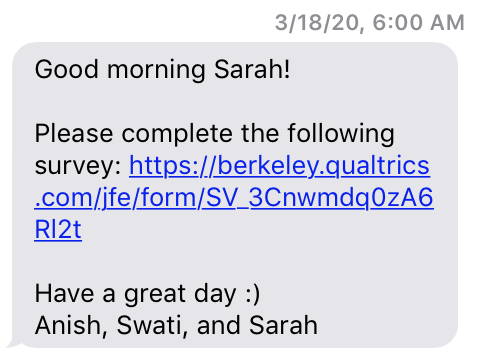 3/18/20, 6:00 AM
Good morning Sarah!
Please complete the following
survey: https://berkeley.qualtrics
.com/jfe/form/SV_3Cnwmdq0zA6
Rl2t
Have a great day :)
Anish, Swati, and Sarah